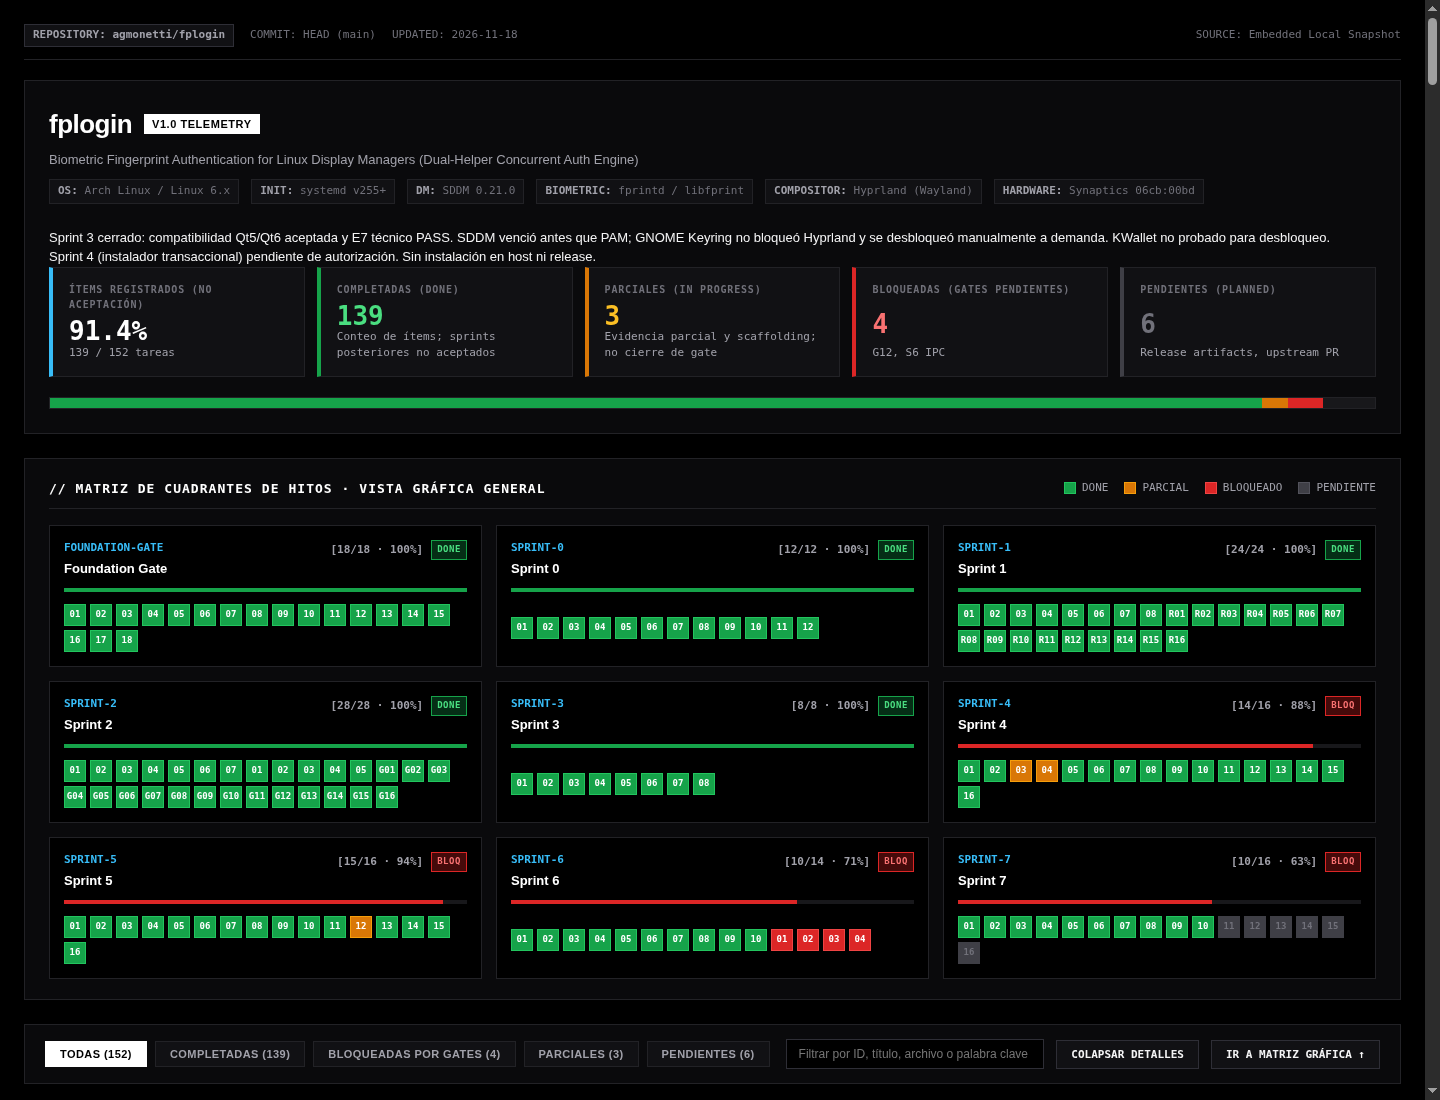 REPOSITORY: agmonetti/fplogin COMMIT: HEAD (main) UPDATED: 2026-11-18 SOURCE: Embedded Local Snapshot
fplogin V1.0 TELEMETRY
Biometric Fingerprint Authentication for Linux Display Managers (Dual-Helper Concurrent Auth Engine)
OS: Arch Linux / Linux 6.x INIT: systemd v255+ DM: SDDM 0.21.0 BIOMETRIC: fprintd / libfprint COMPOSITOR: Hyprland (Wayland) HARDWARE: Synaptics 06cb:00bd
Sprint 3 cerrado: compatibilidad Qt5/Qt6 aceptada y E7 técnico PASS. SDDM venció antes que PAM; GNOME Keyring no bloqueó Hyprland y se desbloqueó manualmente a demanda. KWallet no probado para desbloqueo.
Sprint 4 (instalador transaccional) pendiente de autorización. Sin instalación en host ni release.
ÍTEMS REGISTRADOS (NO
ACEPTACIÓN)
91.4%
139 / 152 tareas
COMPLETADAS (DONE)
139
Conteo de ítems; sprints
posteriores no aceptados
PARCIALES (IN PROGRESS)
3
Evidencia parcial y scaffolding;
no cierre de gate
BLOQUEADAS (GATES PENDIENTES)
4
G12, S6 IPC
PENDIENTES (PLANNED)
6
Release artifacts, upstream PR
// MATRIZ DE CUADRANTES DE HITOS · VISTA GRÁFICA GENERAL DONE PARCIAL BLOQUEADO PENDIENTE
FOUNDATION-GATE [18/18 · 100%] DONE
Foundation Gate
01 02 03 04 05 06 07 08 09 10 11 12 13 14 15
16 17 18
SPRINT-0 [12/12 · 100%] DONE
Sprint 0
01 02 03 04 05 06 07 08 09 10 11 12
SPRINT-1 [24/24 · 100%] DONE
Sprint 1
01 02 03 04 05 06 07 08 R01 R02 R03 R04 R05 R06 R07
R08 R09 R10 R11 R12 R13 R14 R15 R16
SPRINT-2 [28/28 · 100%] DONE
Sprint 2
01 02 03 04 05 06 07 01 02 03 04 05 G01 G02 G03
G04 G05 G06 G07 G08 G09 G10 G11 G12 G13 G14 G15 G16
SPRINT-3 [8/8 · 100%] DONE
Sprint 3
01 02 03 04 05 06 07 08
SPRINT-4 [14/16 · 88%] BLOQ
Sprint 4
01 02 03 04 05 06 07 08 09 10 11 12 13 14 15
16
SPRINT-5 [15/16 · 94%] BLOQ
Sprint 5
01 02 03 04 05 06 07 08 09 10 11 12 13 14 15
16
SPRINT-6 [10/14 · 71%] BLOQ
Sprint 6
01 02 03 04 05 06 07 08 09 10 01 02 03 04
SPRINT-7 [10/16 · 63%] BLOQ
Sprint 7
01 02 03 04 05 06 07 08 09 10 11 12 13 14 15
16
TODAS (152) COMPLETADAS (139) BLOQUEADAS POR GATES (4) PARCIALES (3) PENDIENTES (6) Filtrar por ID, título, archivo o palabra clave COLAPSAR DETALLES IR A MATRIZ GRÁFICA ↑